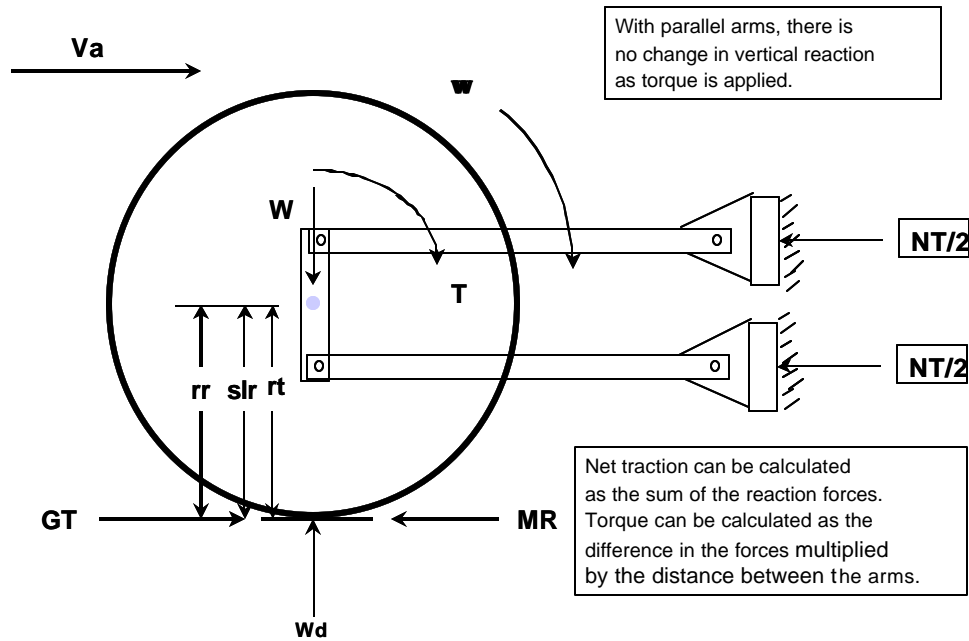 With parallel arms, there is
no change in vertical reaction
as torque is applied.
Va
w
W
T
NT/2
NT/2
rr slr rt
GT
MR
Wd
Net traction can be calculated
as the sum of the reaction forces.
Torque can be calculated as the
difference in the forces multiplied
by the distance between the arms.